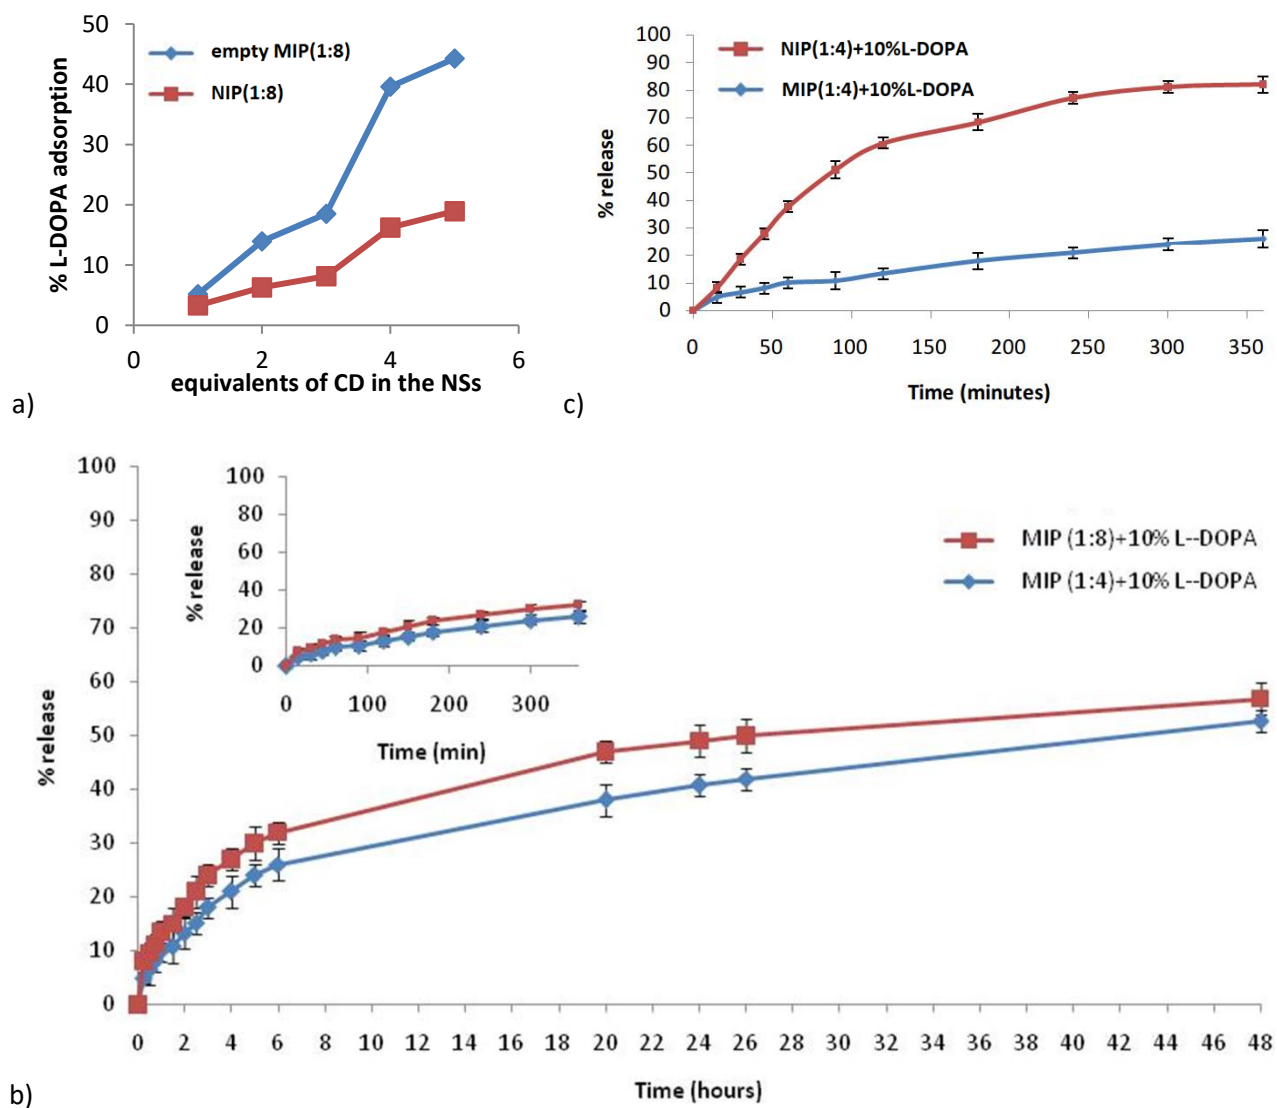 50
40
30
20
10
0
% L-DOPA adsorption
empty MIP(1:8)
NIP(1:8)
0 2 4 6
equivalents of CD in the NSs
a)
100
90
80
70
60
50
40
30
20
10
0
% release
NIP(1:4)+10%L-DOPA
MIP(1:4)+10%L-DOPA
0 50 100 150 200 250 300 350
Time (minutes)
c)
100
90
80
70
60
50
40
30
20
10
0
% release
100
80
60
40
20
0
% release
0 100 200 300
Time (min)
MIP (1:8)+10% L--DOPA
MIP (1:4)+10% L--DOPA
0 2 4 6 8 10 12 14 16 18 20 22 24 26 28 30 32 34 36 38 40 42 44 46 48
Time (hours)
b)